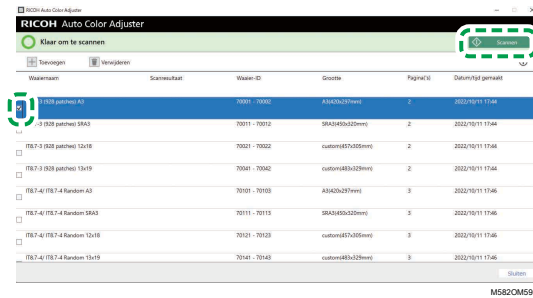 RICOH Auto Color Adjuster
RICOH Auto Color Adjuster
Klaar om te scannen
Scannen
Toevoegen Verwijderen
Waaiernaam Scanresultaat Waaier-ID Grootte Pagina('s) Datum/tijd gemaakt
-3 (928 patches) A3 70001 - 70002 A3(420x297mm) 2 2022/10/11 17:44
-3 (928 patches) SRA3 70011 - 70012 SRA3(450x320mm) 2 2022/10/11 17:44
IT8.7-3 (928 patches) 12x18 70021 - 70022 custom(457x305mm) 2 2022/10/11 17:44
IT8.7-3 (928 patches) 13x19 70041 - 70042 custom(483x329mm) 2 2022/10/11 17:44
IT8.7-4/ IT8.7-4 Random A3 70101 - 70103 A3(420x297mm) 3 2022/10/11 17:46
IT8.7-4/ IT8.7-4 Random SRA3 70111 - 70113 SRA3(450x320mm) 3 2022/10/11 17:46
IT8.7-4/ IT8.7-4 Random 12x18 70121 - 70123 custom(457x305mm) 3 2022/10/11 17:46
IT8.7-4/ IT8.7-4 Random 13x19 70141 - 70143 custom(483x329mm) 3 2022/10/11 17:46
Sluiten
M582OM59